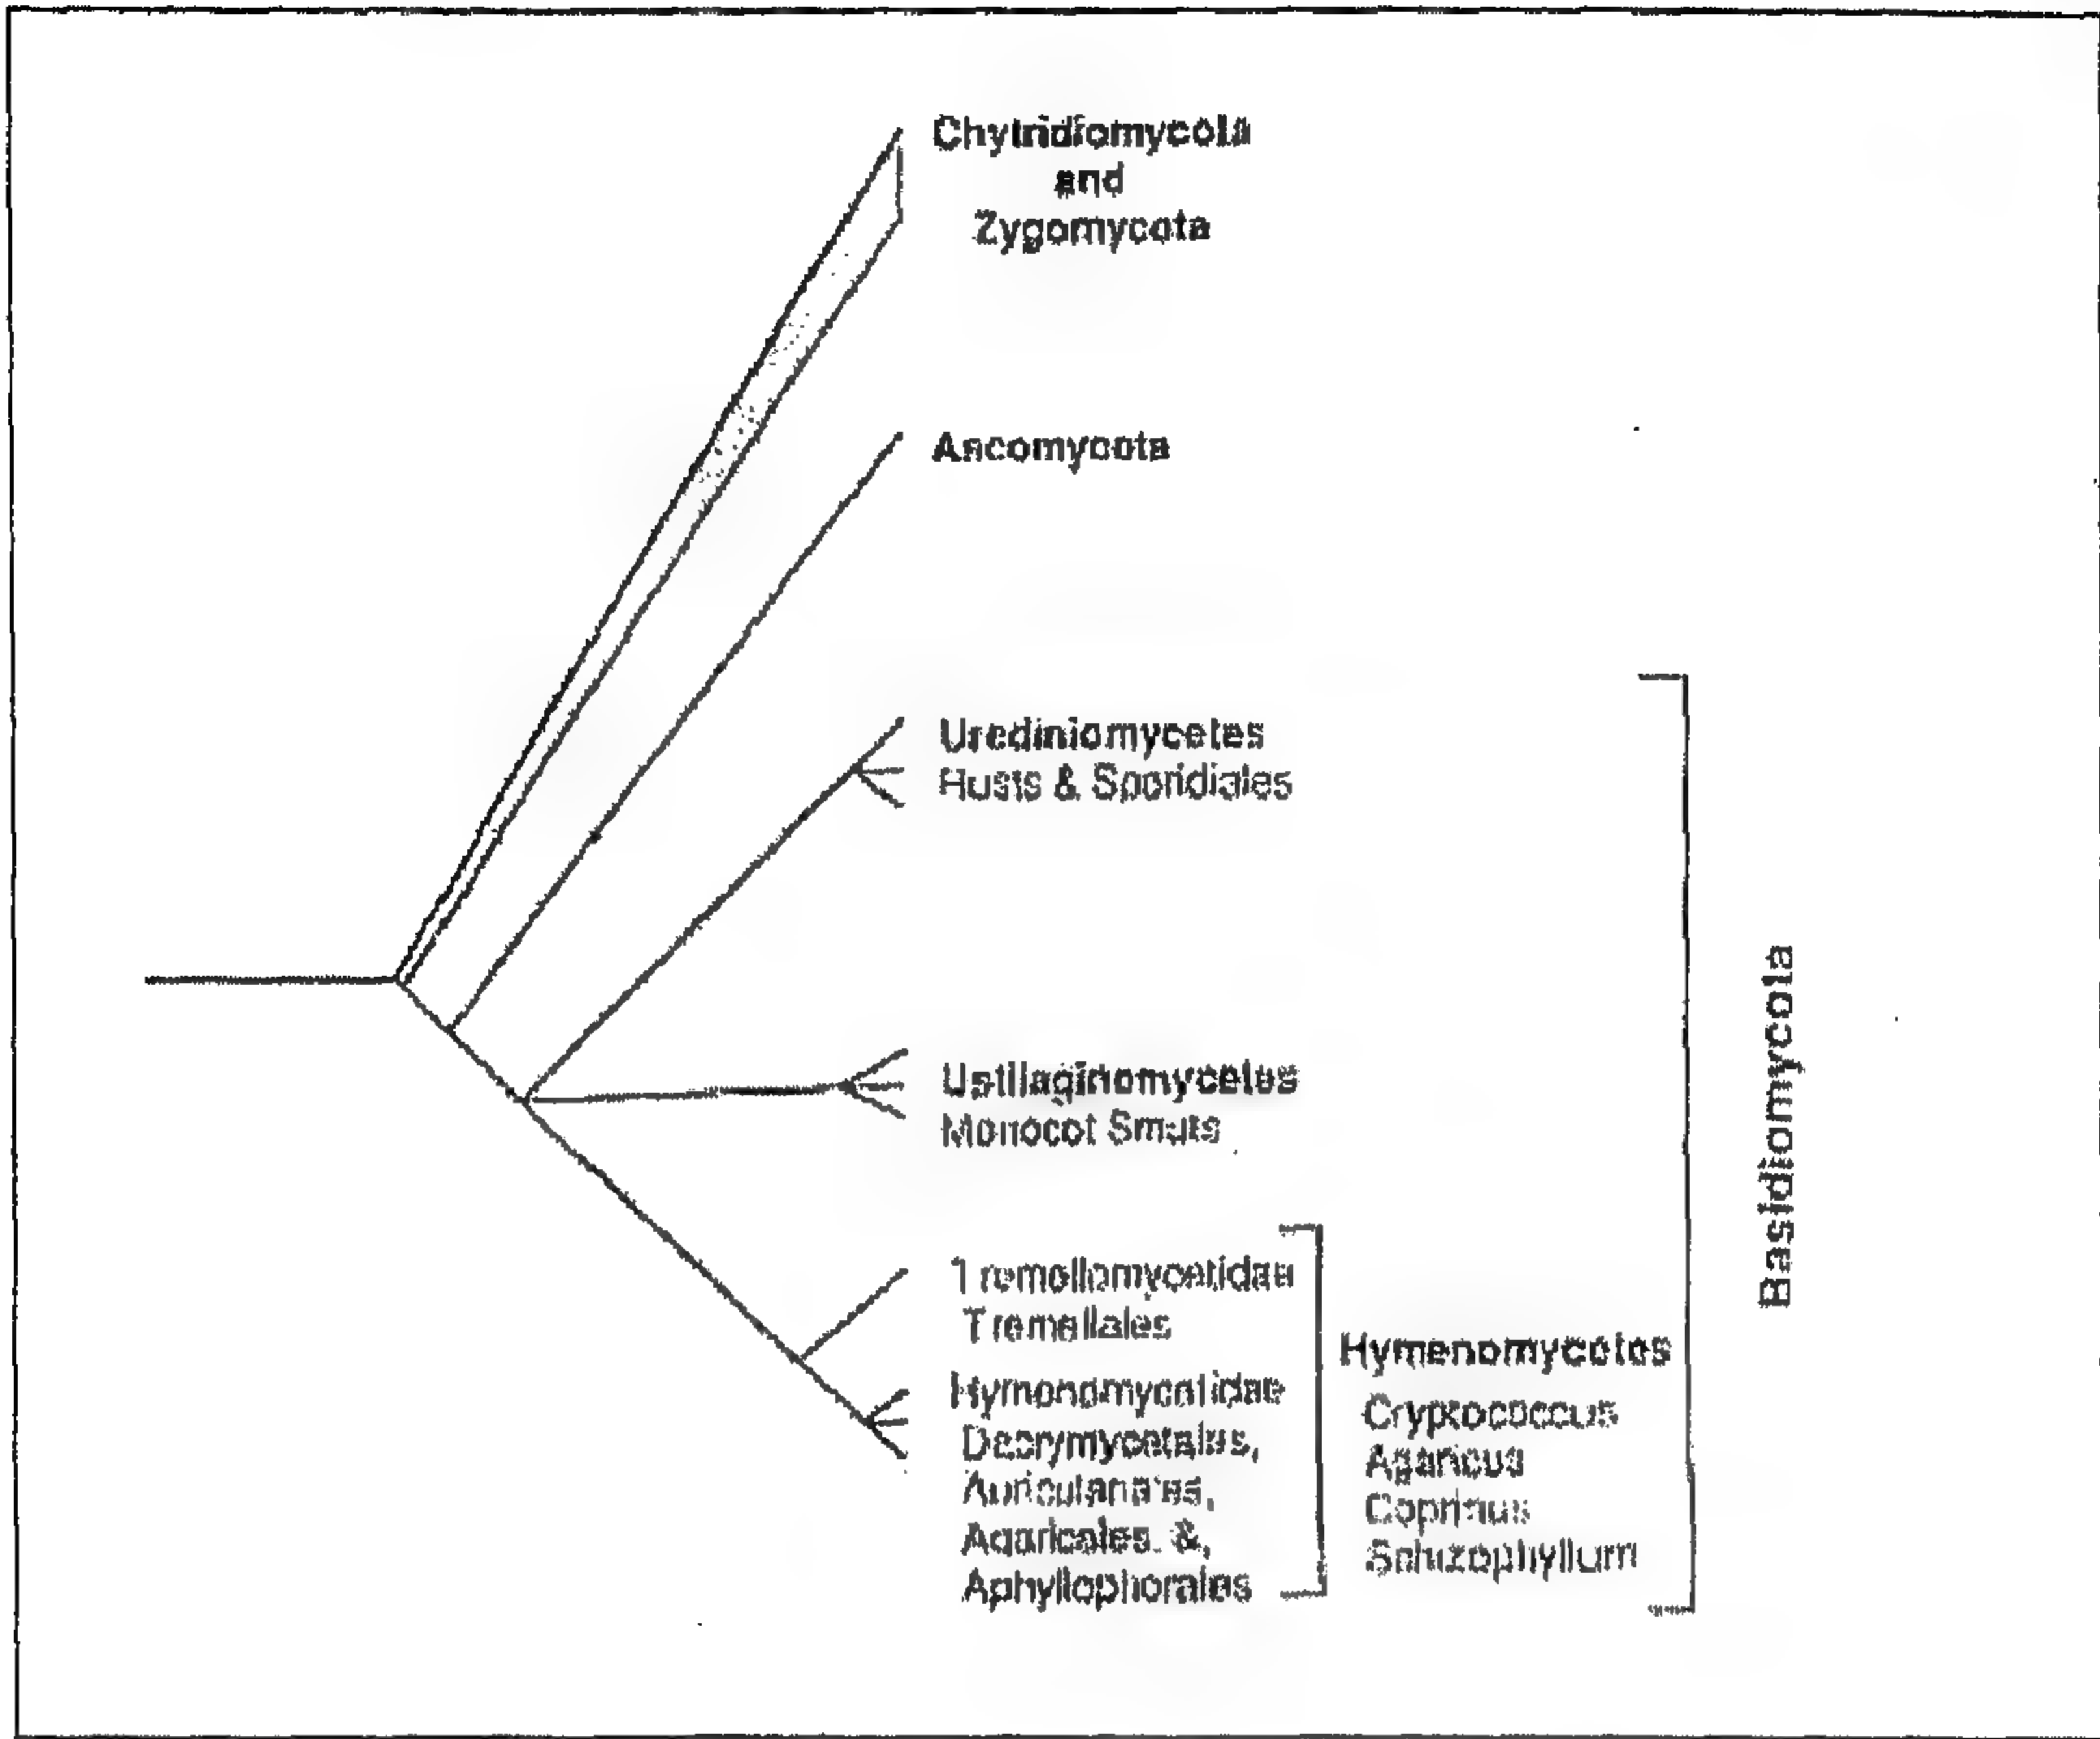 Chytridiomycota
and
Zygomycota
Ascomycota
Urediniomycetes
Rusts & Sporidiales
Ustilaginomycetes
Monocot Smuts
Tremellomycetidae
Tremellales
Hymenomycetidae
Dacrymycetales,
Auriculariales,
Agaricales, &
Aphyllophorales
Hymenomycetes
Cryptococcus
Agaricus
Coprinus
Schizophyllum
Basidiomycota